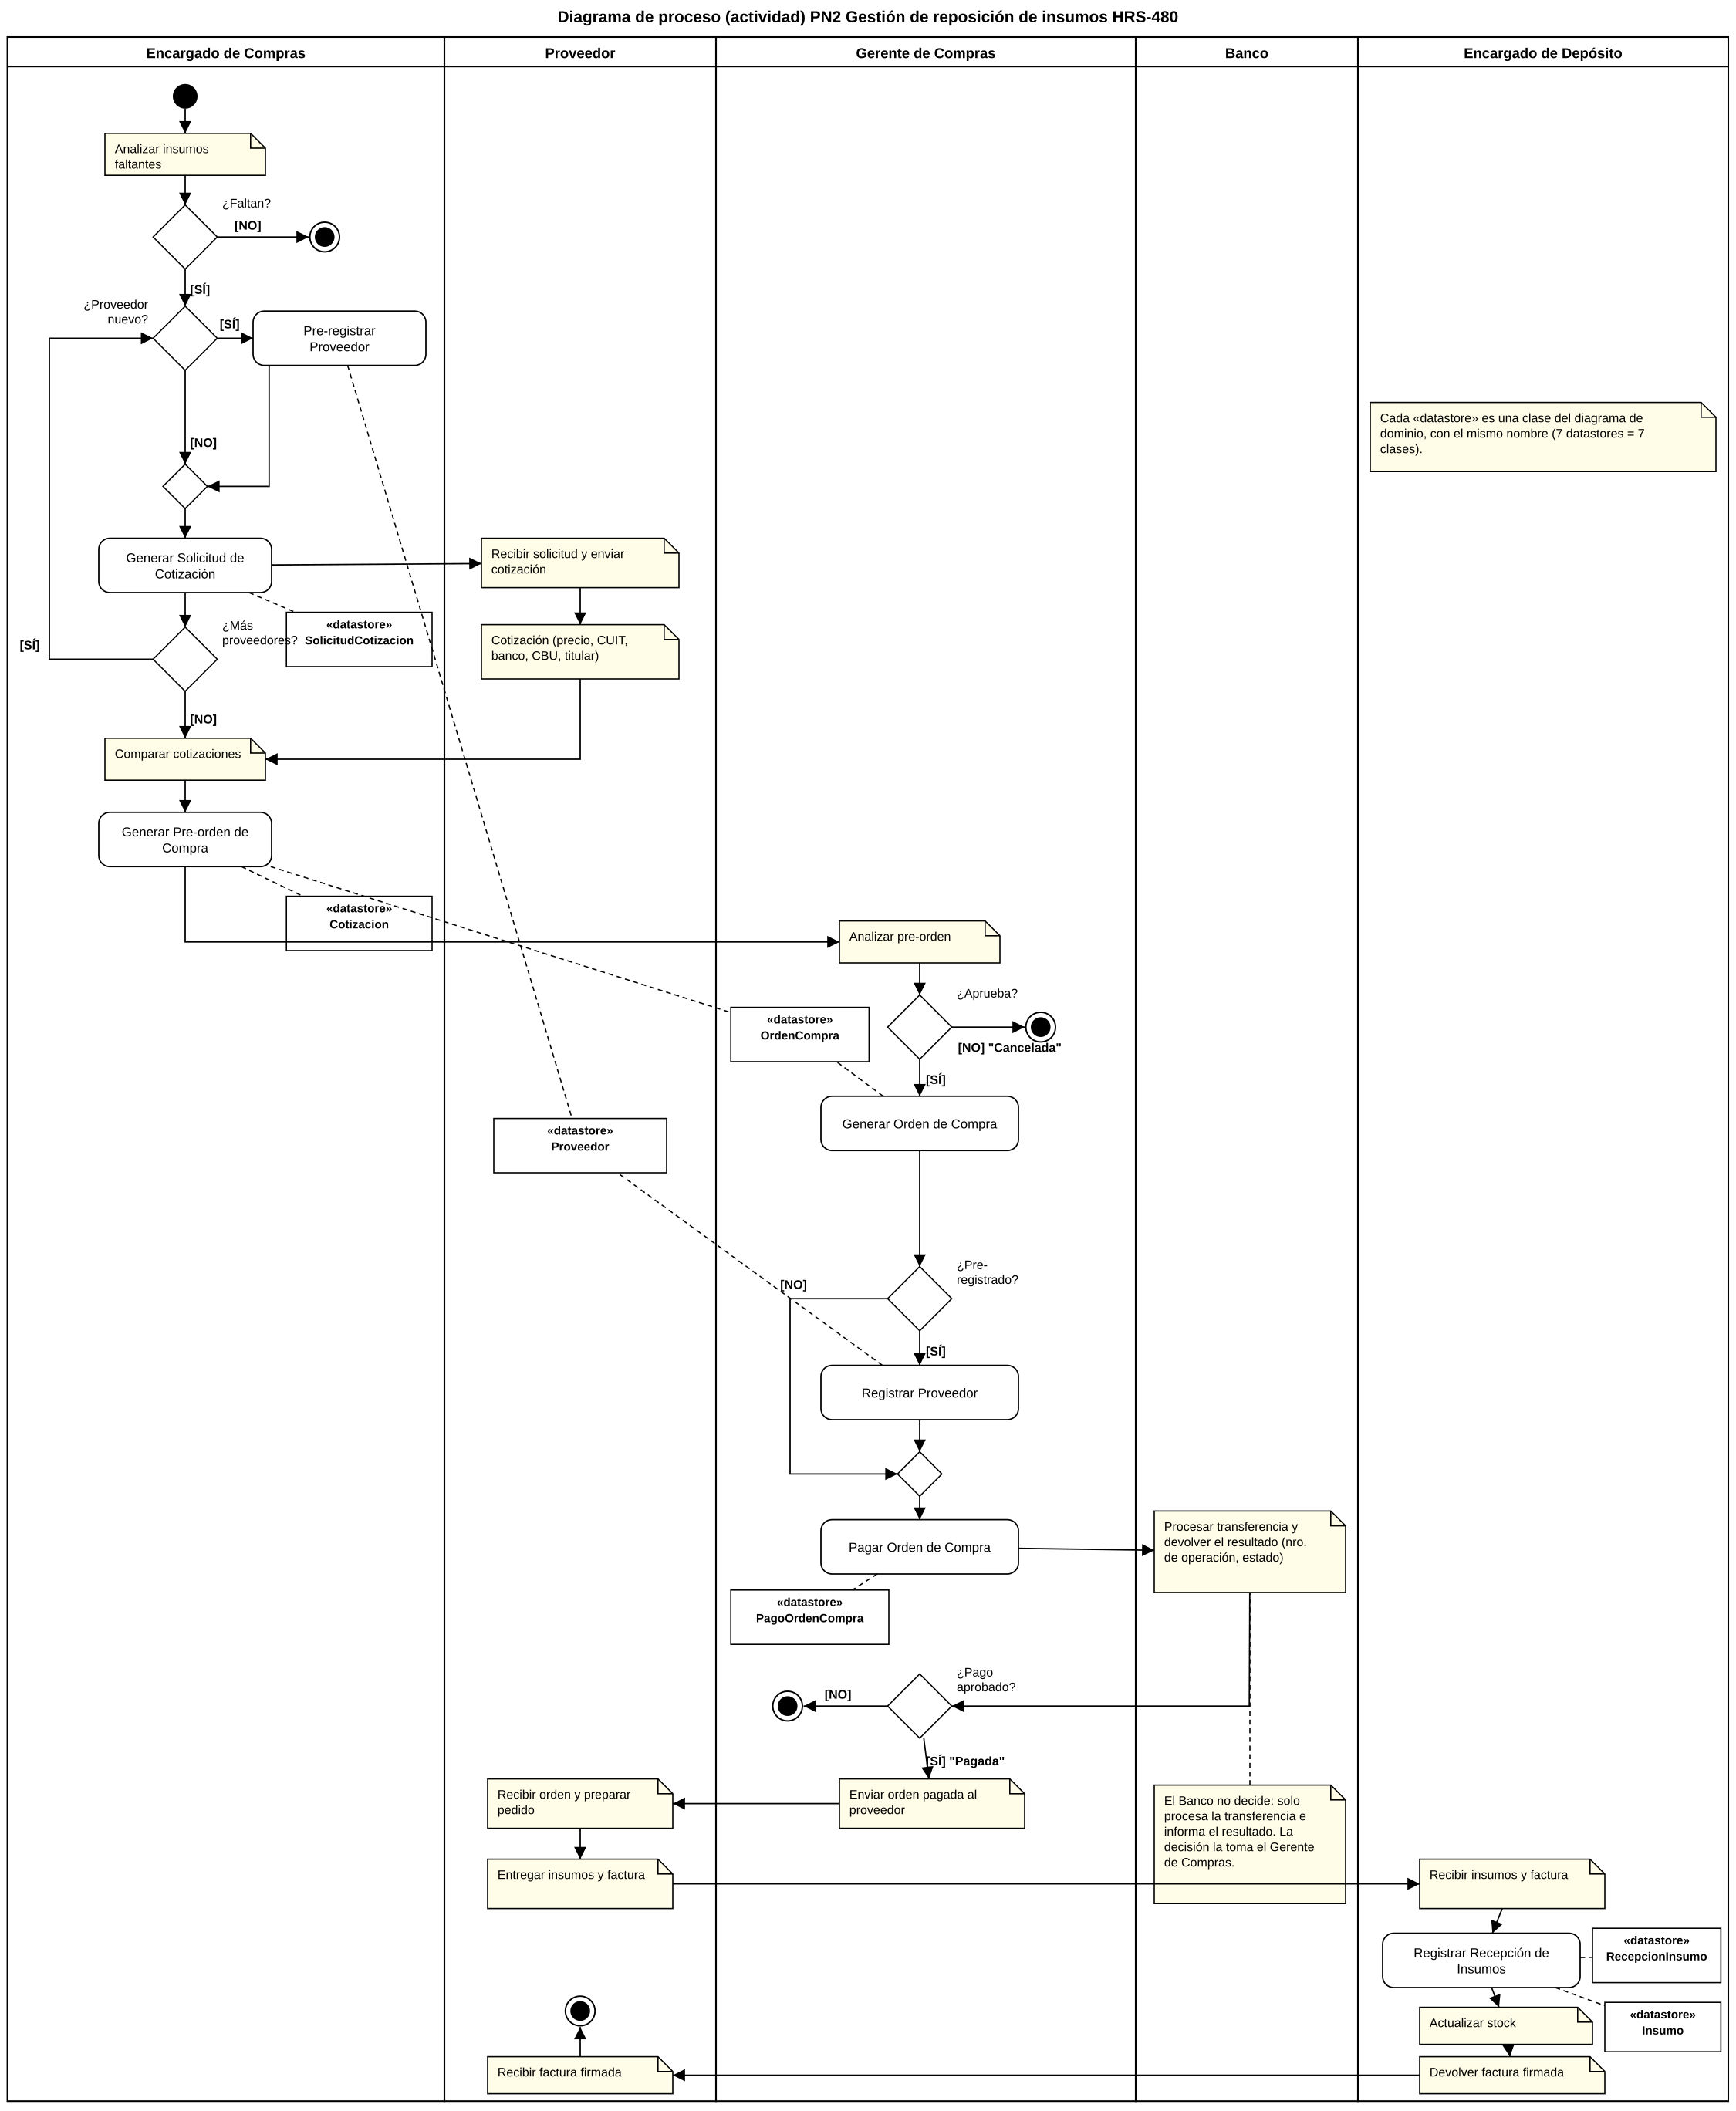 Diagrama de proceso (actividad) PN2 Gestión de reposición de insumos HRS-480
Encargado de Compras
Proveedor
Gerente de Compras
Banco
Encargado de Depósito
Analizar insumos
faltantes
¿Faltan?
[NO]
[SÍ]
¿Proveedor
nuevo?
[SÍ]
Pre-registrar
Proveedor
Cada «datastore» es una clase del diagrama de
dominio, con el mismo nombre (7 datastores = 7
clases).
[NO]
Generar Solicitud de
Cotización
Recibir solicitud y enviar
cotización
¿Más
proveedores?
«datastore»
SolicitudCotizacion
[SÍ]
Cotización (precio, CUIT,
banco, CBU, titular)
[NO]
Comparar cotizaciones
Generar Pre-orden de
Compra
«datastore»
Cotizacion
Analizar pre-orden
¿Aprueba?
«datastore»
OrdenCompra
[NO] "Cancelada"
[SÍ]
Generar Orden de Compra
«datastore»
Proveedor
¿Pre-
registrado?
[NO]
[SÍ]
Registrar Proveedor
Pagar Orden de Compra
Procesar transferencia y
devolver el resultado (nro.
de operación, estado)
«datastore»
PagoOrdenCompra
¿Pago
aprobado?
[NO]
[SÍ] "Pagada"
Recibir orden y preparar
pedido
Enviar orden pagada al
proveedor
El Banco no decide: solo
procesa la transferencia e
informa el resultado. La
decisión la toma el Gerente
de Compras.
Entregar insumos y factura
Recibir insumos y factura
Registrar Recepción de
Insumos
«datastore»
RecepcionInsumo
Actualizar stock
«datastore»
Insumo
Recibir factura firmada
Devolver factura firmada